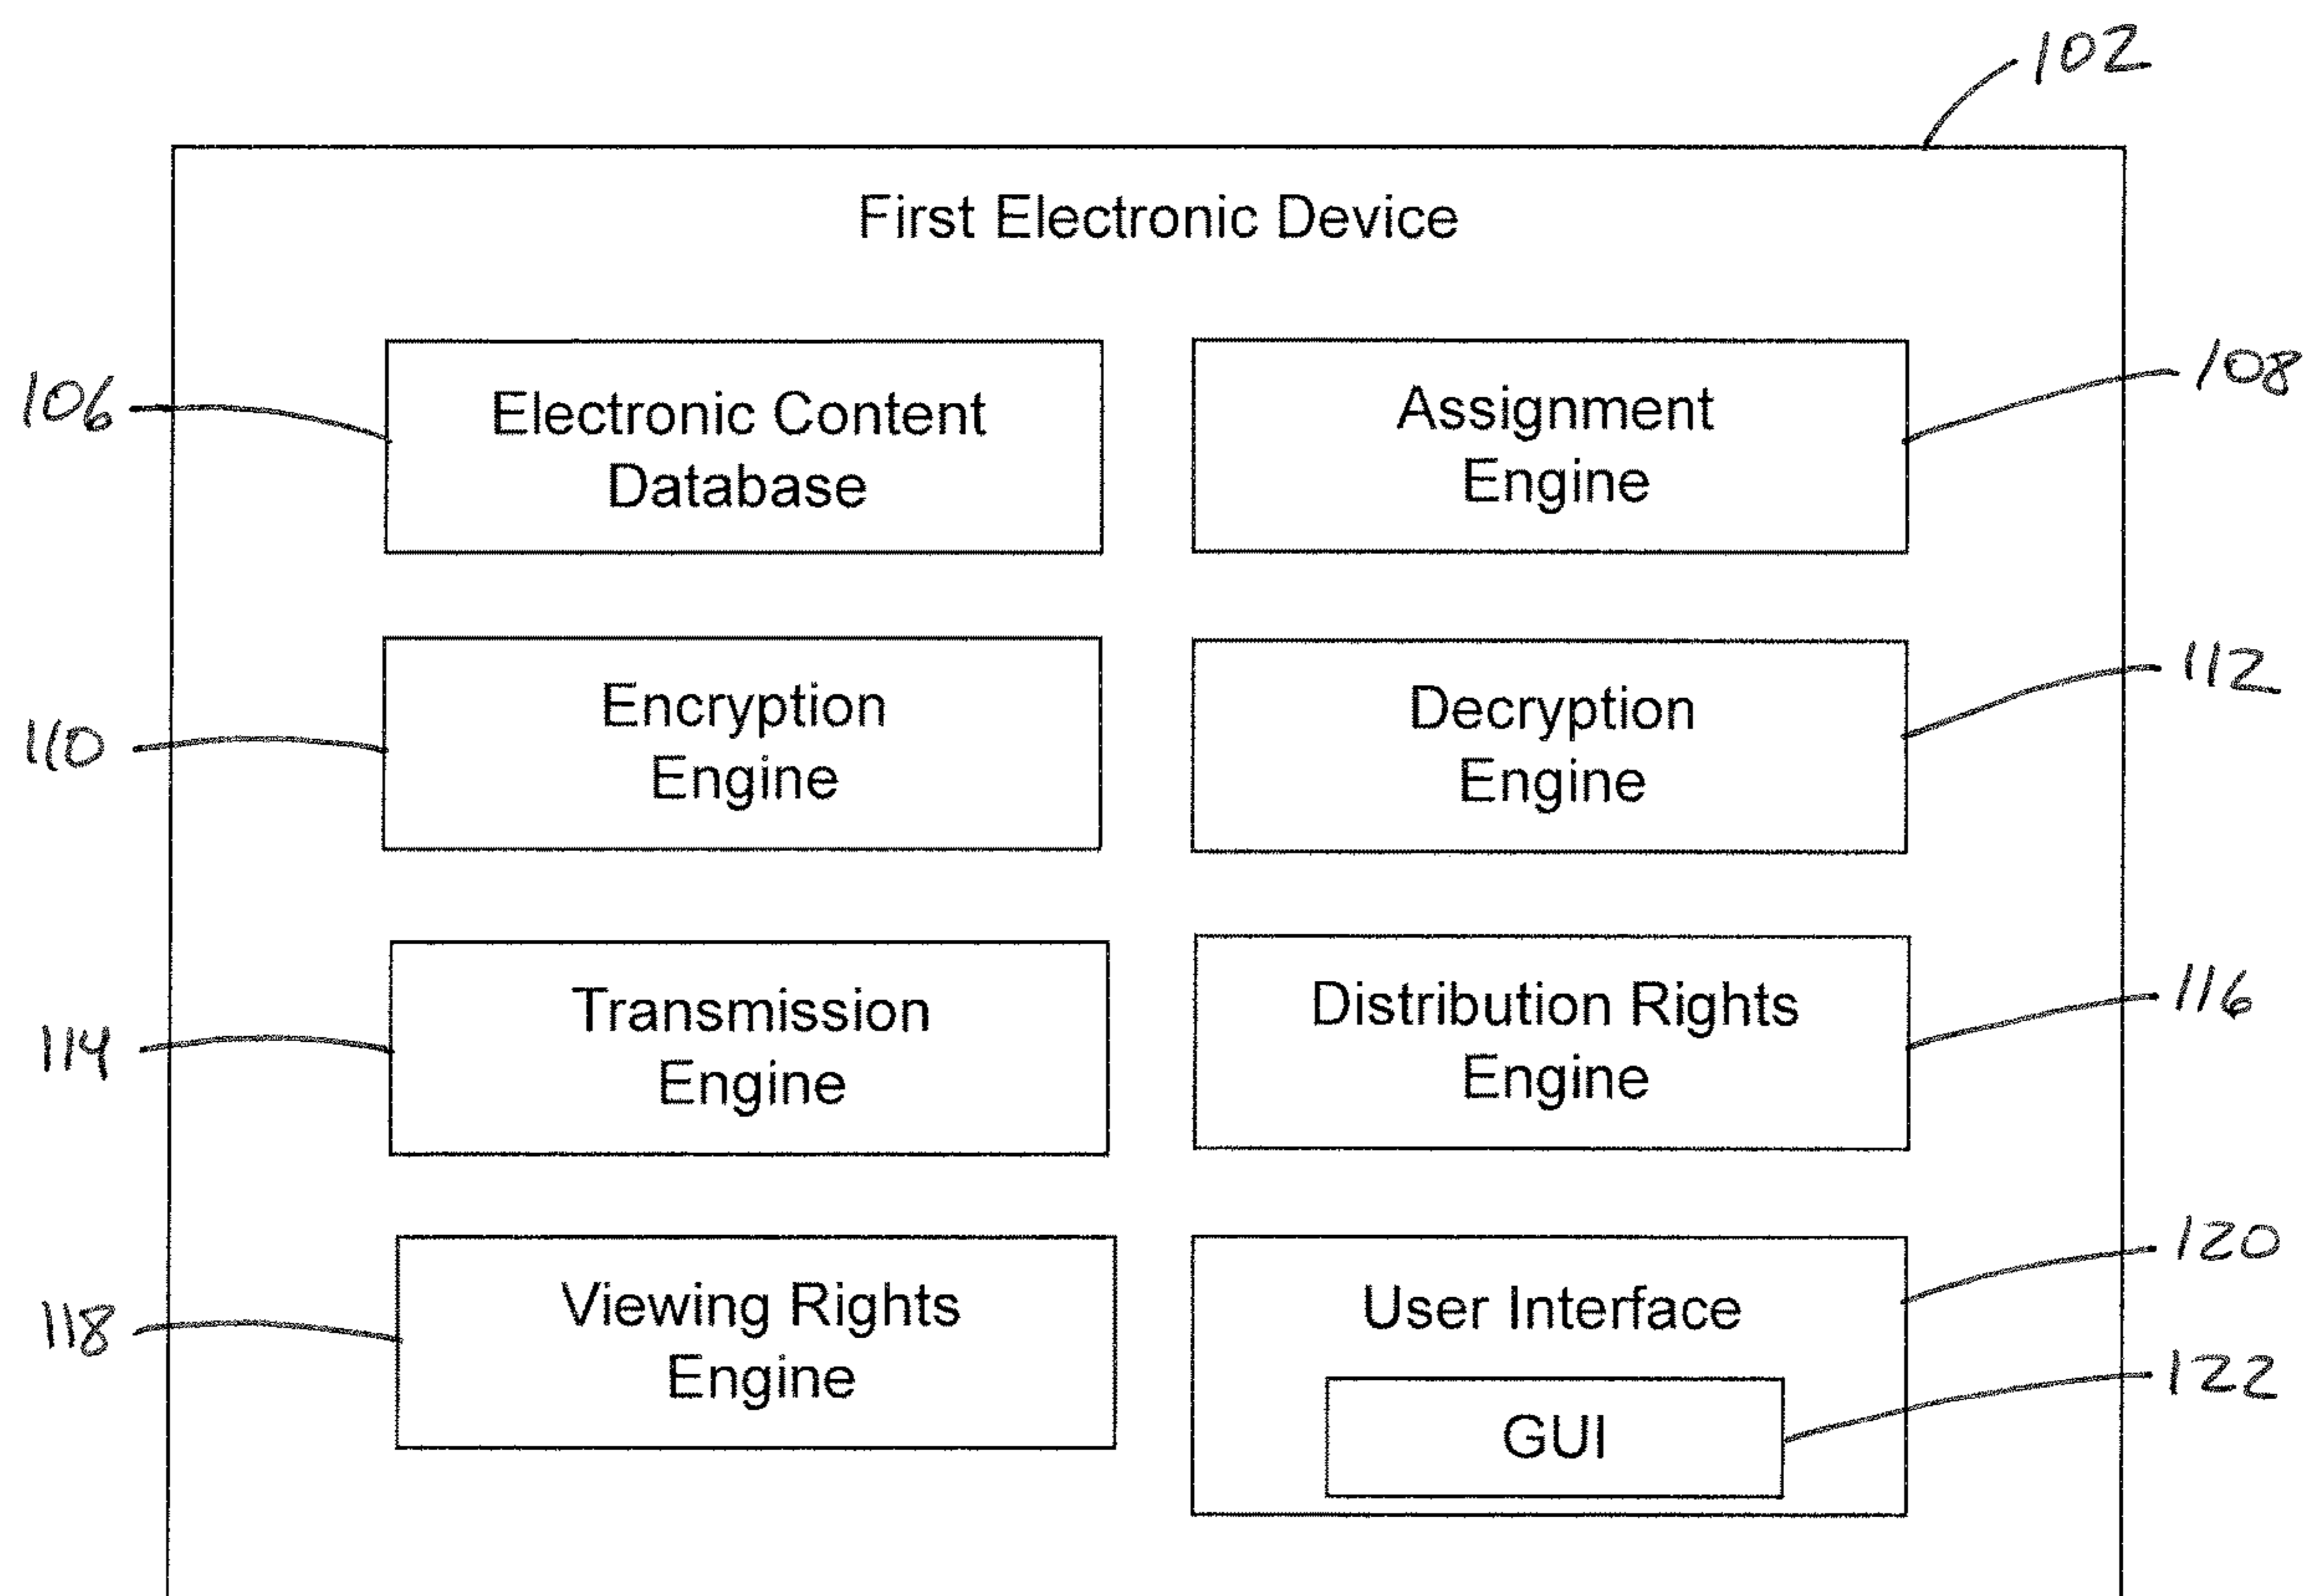 102
First Electronic Device
106
Electronic Content
Database
Assignment
Engine
108
110
Encryption
Engine
Decryption
Engine
112
114
Transmission
Engine
Distribution Rights
Engine
116
118
Viewing Rights
Engine
User Interface
GUI
120
122